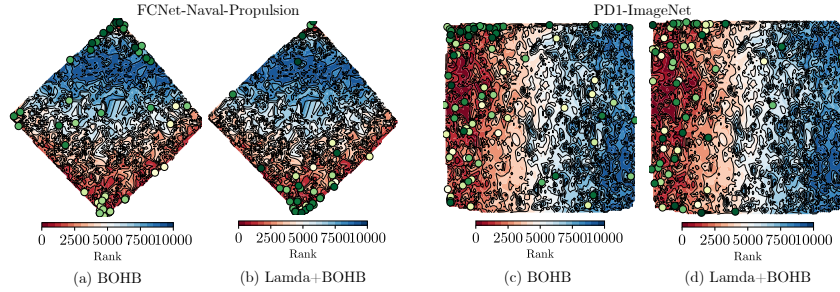 FCNet-Naval-Propulsion
PD1-ImageNet
0 2500 5000 7500 10000
Rank
0 2500 5000 7500 10000
Rank
0 2500 5000 7500 10000
Rank
0 2500 5000 7500 10000
Rank
(a) BOHB
(b) Lamda+BOHB
(c) BOHB
(d) Lamda+BOHB